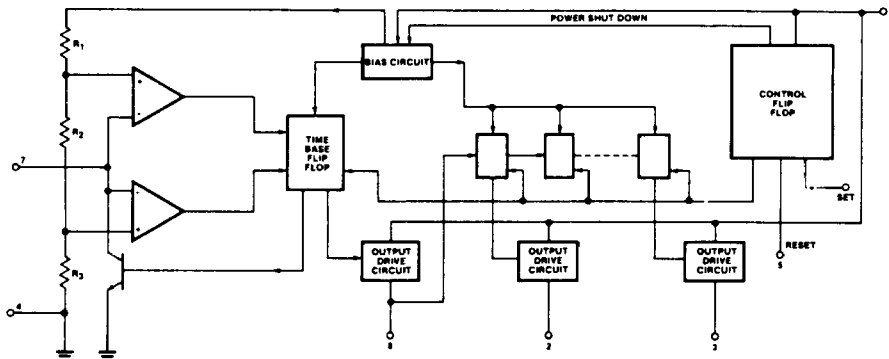 POWER SHUT DOWN
R1
BIAS CIRCUIT
+
-
CONTROL
FLIP
FLOP
R2
TIME
BASE
FLIP
FLOP
7
-
+
SET
OUTPUT
DRIVE
CIRCUIT
OUTPUT
DRIVE
CIRCUIT
OUTPUT
DRIVE
CIRCUIT
RESET
5
R3
4
8
2
3